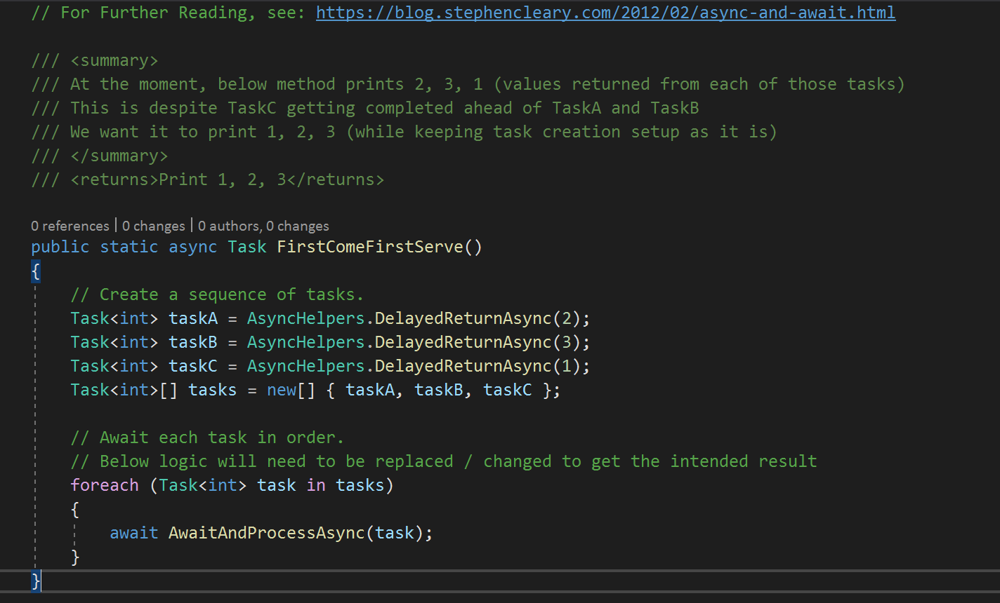 // For Further Reading, see: https://blog.stephencleary.com/2012/02/async-and-await.html
/// <summary>
/// At the moment, below method prints 2, 3, 1 (values returned from each of those tasks)
/// This is despite TaskC getting completed ahead of TaskA and TaskB
/// We want it to print 1, 2, 3 (while keeping task creation setup as it is)
/// </summary>
/// <returns>Print 1, 2, 3</returns>
0 references | 0 changes | 0 authors, 0 changes
public static async Task FirstComeFirstServe()
{
    // Create a sequence of tasks.
    Task<int> taskA = AsyncHelpers.DelayedReturnAsync(2);
    Task<int> taskB = AsyncHelpers.DelayedReturnAsync(3);
    Task<int> taskC = AsyncHelpers.DelayedReturnAsync(1);
    Task<int>[] tasks = new[] { taskA, taskB, taskC };
    // Await each task in order.
    // Below logic will need to be replaced / changed to get the intended result
    foreach (Task<int> task in tasks)
    {
        await AwaitAndProcessAsync(task);
    }
}